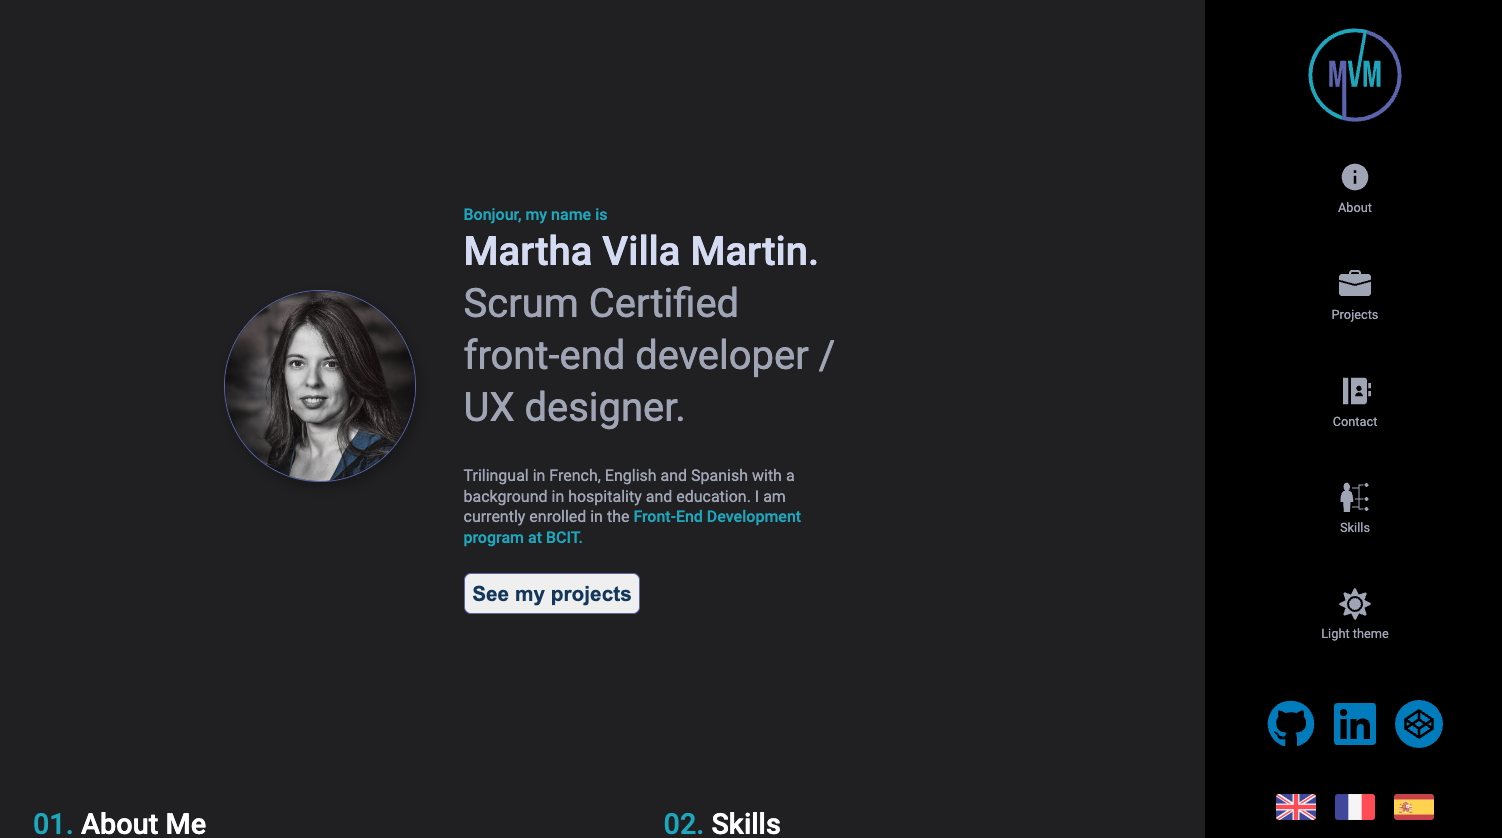 Bonjour, my name is
Martha Villa Martin.
Scrum Certified
front-end developer /
UX designer.
Trilingual in French, English and Spanish with a
background in hospitality and education. I am
currently enrolled in the Front-End Development
program at BCIT.
See my projects
01. About Me
02. Skills
MVM
About
Projects
Contact
Skills
Light theme
in